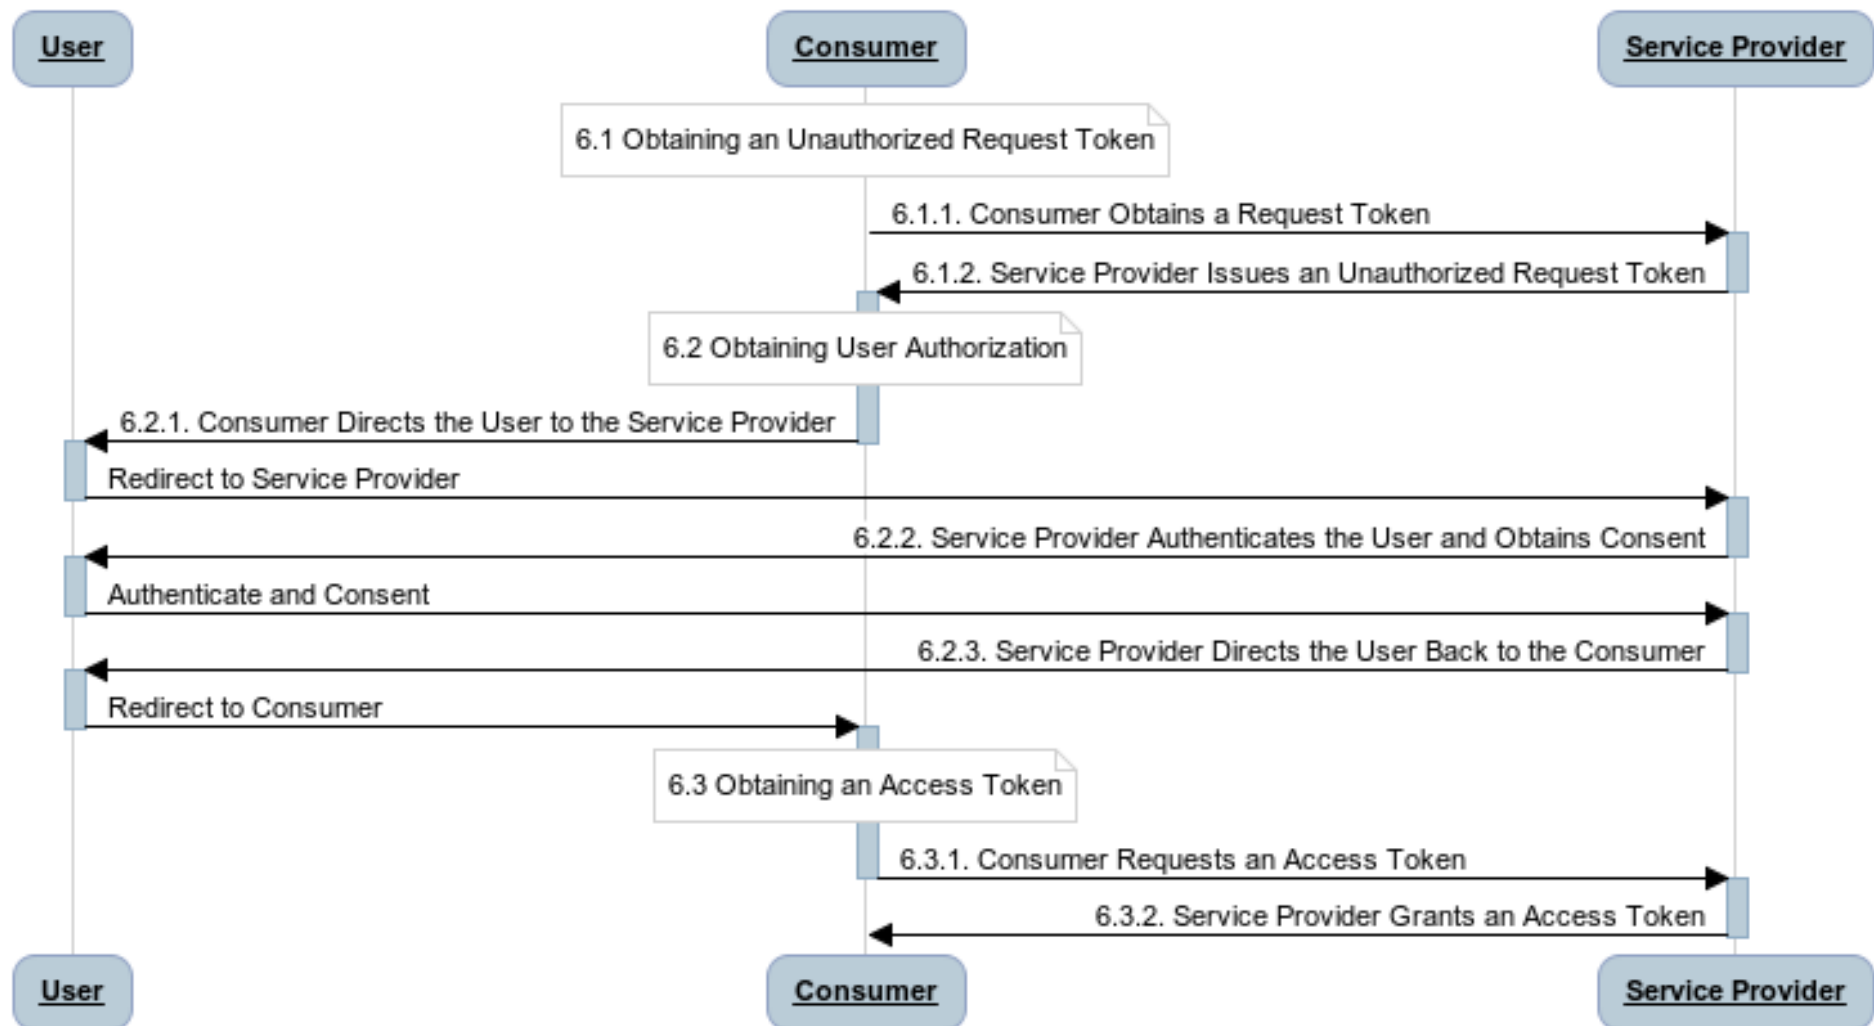 User
Consumer
Service Provider
6.1 Obtaining an Unauthorized Request Token
6.1.1. Consumer Obtains a Request Token
6.1.2. Service Provider Issues an Unauthorized Request Token
6.2 Obtaining User Authorization
6.2.1. Consumer Directs the User to the Service Provider
Redirect to Service Provider
6.2.2. Service Provider Authenticates the User and Obtains Consent
Authenticate and Consent
6.2.3. Service Provider Directs the User Back to the Consumer
Redirect to Consumer
6.3 Obtaining an Access Token
6.3.1. Consumer Requests an Access Token
6.3.2. Service Provider Grants an Access Token
User
Consumer
Service Provider